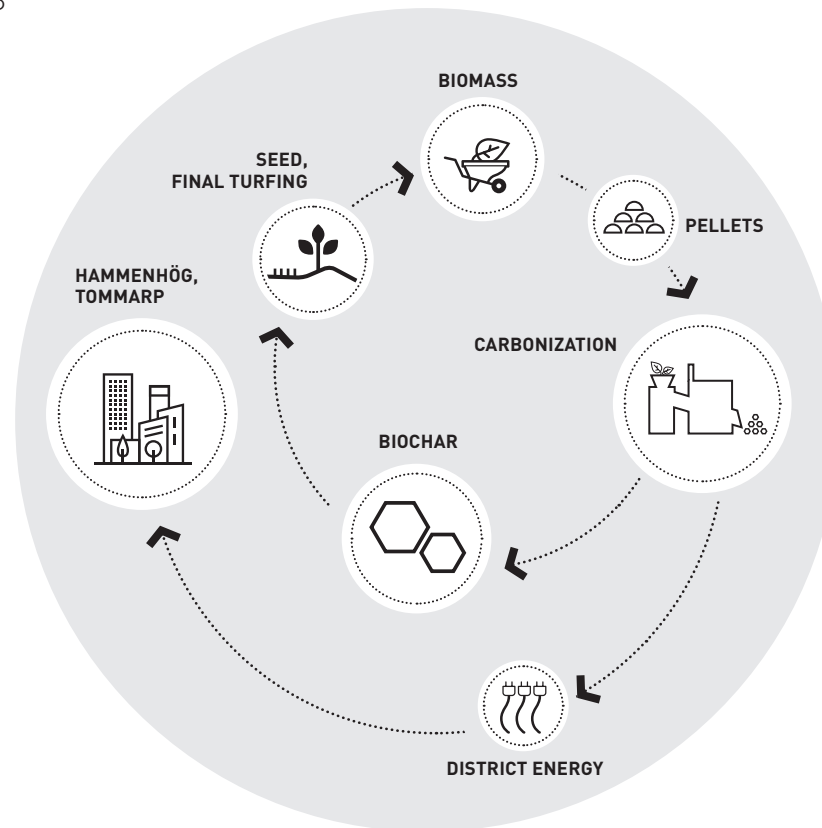 BIOMASS
SEED,
FINAL TURFING
PELLETS
HAMMENHÖG,
TOMMARP
CARBONIZATION
BIOCHAR
DISTRICT ENERGY